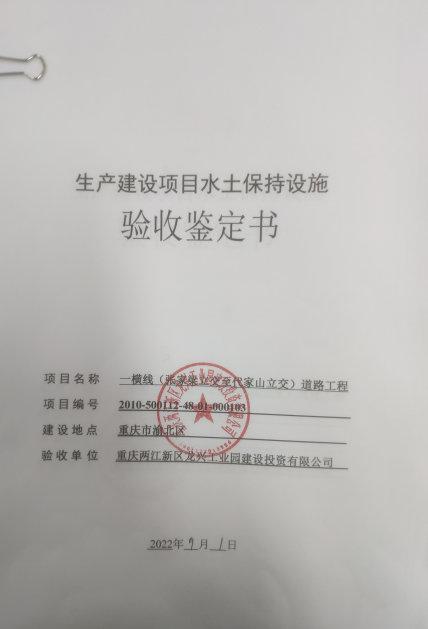 生产建设项目水土保持设施
验收鉴定书
项目名称 一横线（张家梁立交至代家山立交）道路工程
项目编号 2010-500112-48-01-000103
建设地点 重庆市渝北区
验收单位 重庆两江新区龙兴工业园建设投资有限公司
2022年9月1日